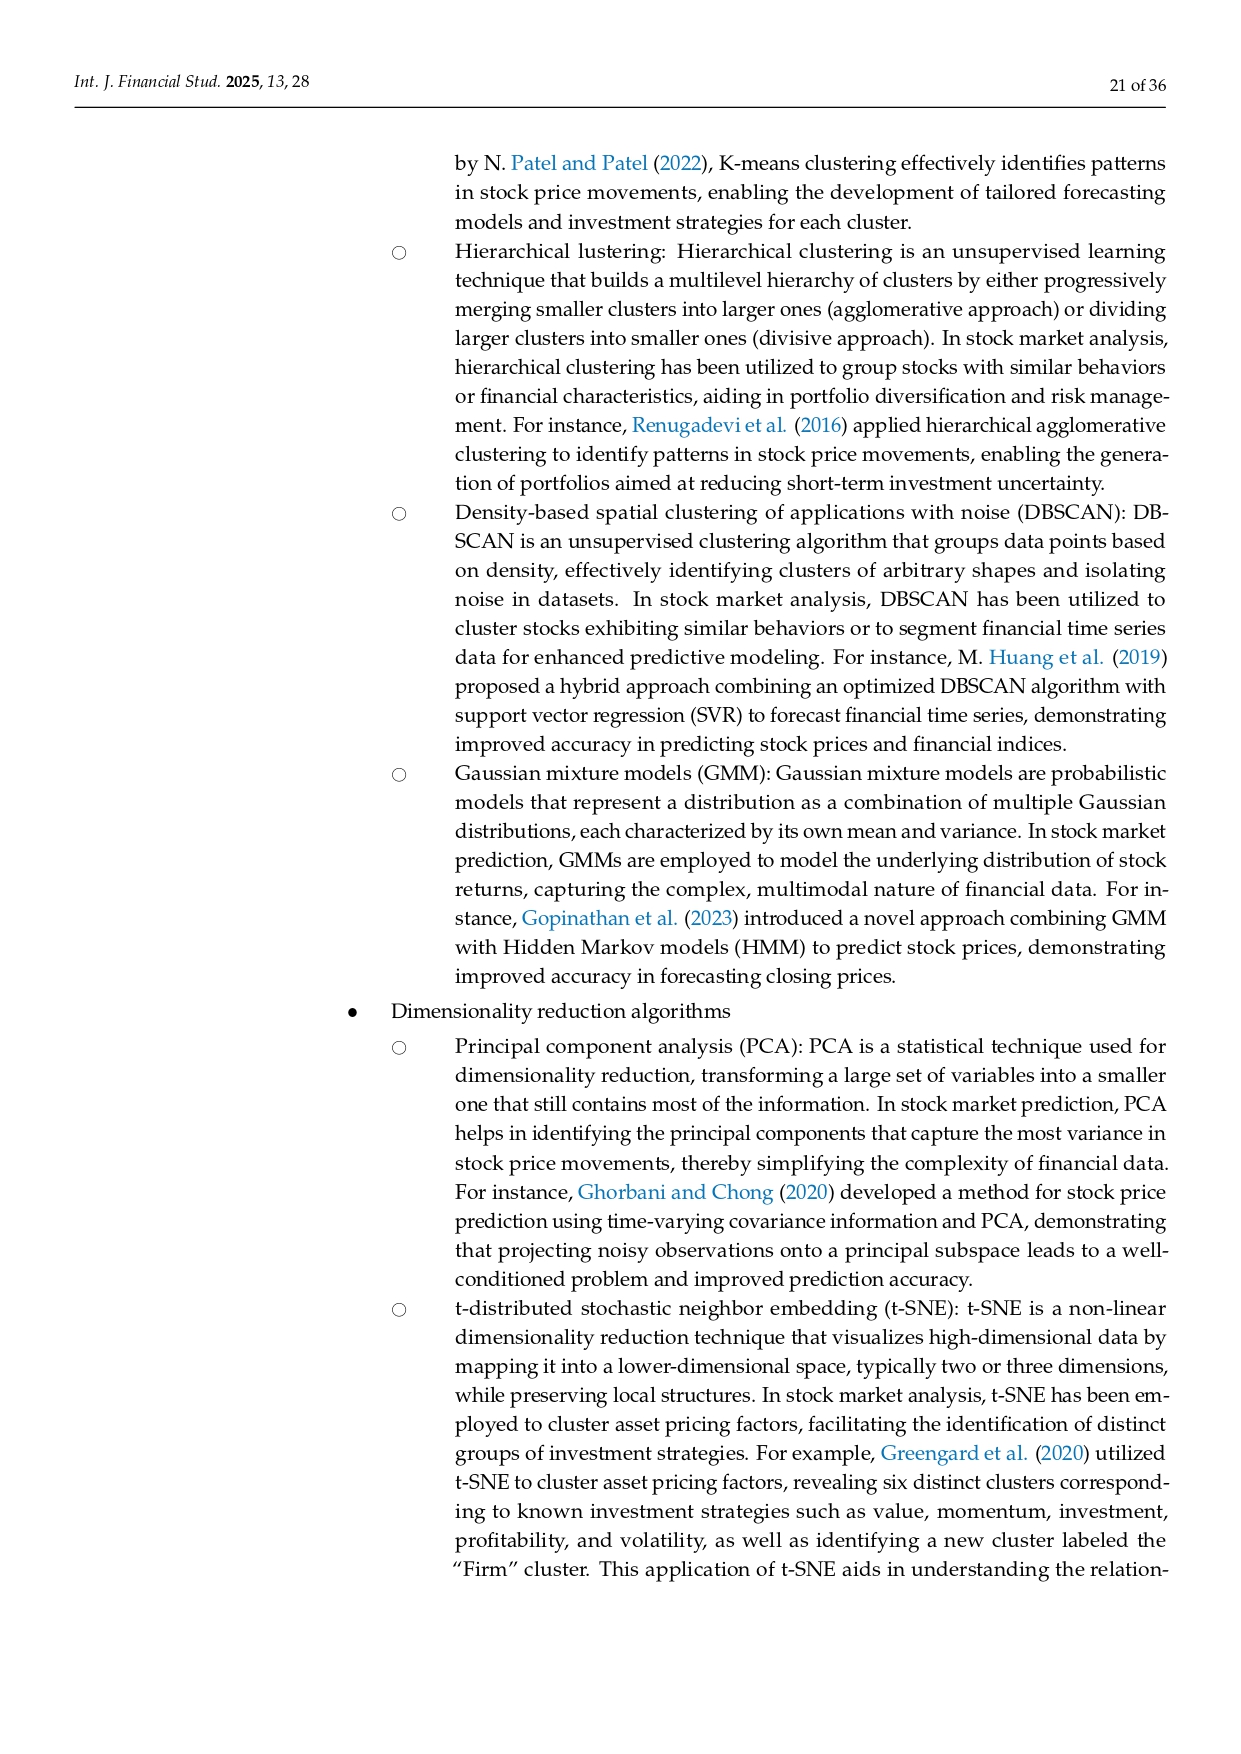 Int. J. Financial Stud. 2025, 13, 28
21 of 36
by N. Patel and Patel (2022), K-means clustering effectively identifies patterns
in stock price movements, enabling the development of tailored forecasting
models and investment strategies for each cluster.
○ Hierarchical lustering: Hierarchical clustering is an unsupervised learning
technique that builds a multilevel hierarchy of clusters by either progressively
merging smaller clusters into larger ones (agglomerative approach) or dividing
larger clusters into smaller ones (divisive approach). In stock market analysis,
hierarchical clustering has been utilized to group stocks with similar behaviors
or financial characteristics, aiding in portfolio diversification and risk manage-
ment. For instance, Renugadevi et al. (2016) applied hierarchical agglomerative
clustering to identify patterns in stock price movements, enabling the genera-
tion of portfolios aimed at reducing short-term investment uncertainty.
○ Density-based spatial clustering of applications with noise (DBSCAN): DB-
SCAN is an unsupervised clustering algorithm that groups data points based
on density, effectively identifying clusters of arbitrary shapes and isolating
noise in datasets. In stock market analysis, DBSCAN has been utilized to
cluster stocks exhibiting similar behaviors or to segment financial time series
data for enhanced predictive modeling. For instance, M. Huang et al. (2019)
proposed a hybrid approach combining an optimized DBSCAN algorithm with
support vector regression (SVR) to forecast financial time series, demonstrating
improved accuracy in predicting stock prices and financial indices.
○ Gaussian mixture models (GMM): Gaussian mixture models are probabilistic
models that represent a distribution as a combination of multiple Gaussian
distributions, each characterized by its own mean and variance. In stock market
prediction, GMMs are employed to model the underlying distribution of stock
returns, capturing the complex, multimodal nature of financial data. For in-
stance, Gopinathan et al. (2023) introduced a novel approach combining GMM
with Hidden Markov models (HMM) to predict stock prices, demonstrating
improved accuracy in forecasting closing prices.
● Dimensionality reduction algorithms
○ Principal component analysis (PCA): PCA is a statistical technique used for
dimensionality reduction, transforming a large set of variables into a smaller
one that still contains most of the information. In stock market prediction, PCA
helps in identifying the principal components that capture the most variance in
stock price movements, thereby simplifying the complexity of financial data.
For instance, Ghorbani and Chong (2020) developed a method for stock price
prediction using time-varying covariance information and PCA, demonstrating
that projecting noisy observations onto a principal subspace leads to a well-
conditioned problem and improved prediction accuracy.
○ t-distributed stochastic neighbor embedding (t-SNE): t-SNE is a non-linear
dimensionality reduction technique that visualizes high-dimensional data by
mapping it into a lower-dimensional space, typically two or three dimensions,
while preserving local structures. In stock market analysis, t-SNE has been em-
ployed to cluster asset pricing factors, facilitating the identification of distinct
groups of investment strategies. For example, Greengard et al. (2020) utilized
t-SNE to cluster asset pricing factors, revealing six distinct clusters correspond-
ing to known investment strategies such as value, momentum, investment,
profitability, and volatility, as well as identifying a new cluster labeled the
“Firm” cluster. This application of t-SNE aids in understanding the relation-